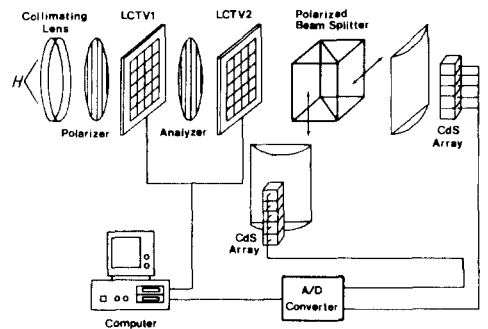 Collimating
Lens
LCTV1
LCTV2
Polarized
Beam Splitter
H
Polarizer
Analyzer
CdS
Array
CdS
Array
A/D
Converter
Computer